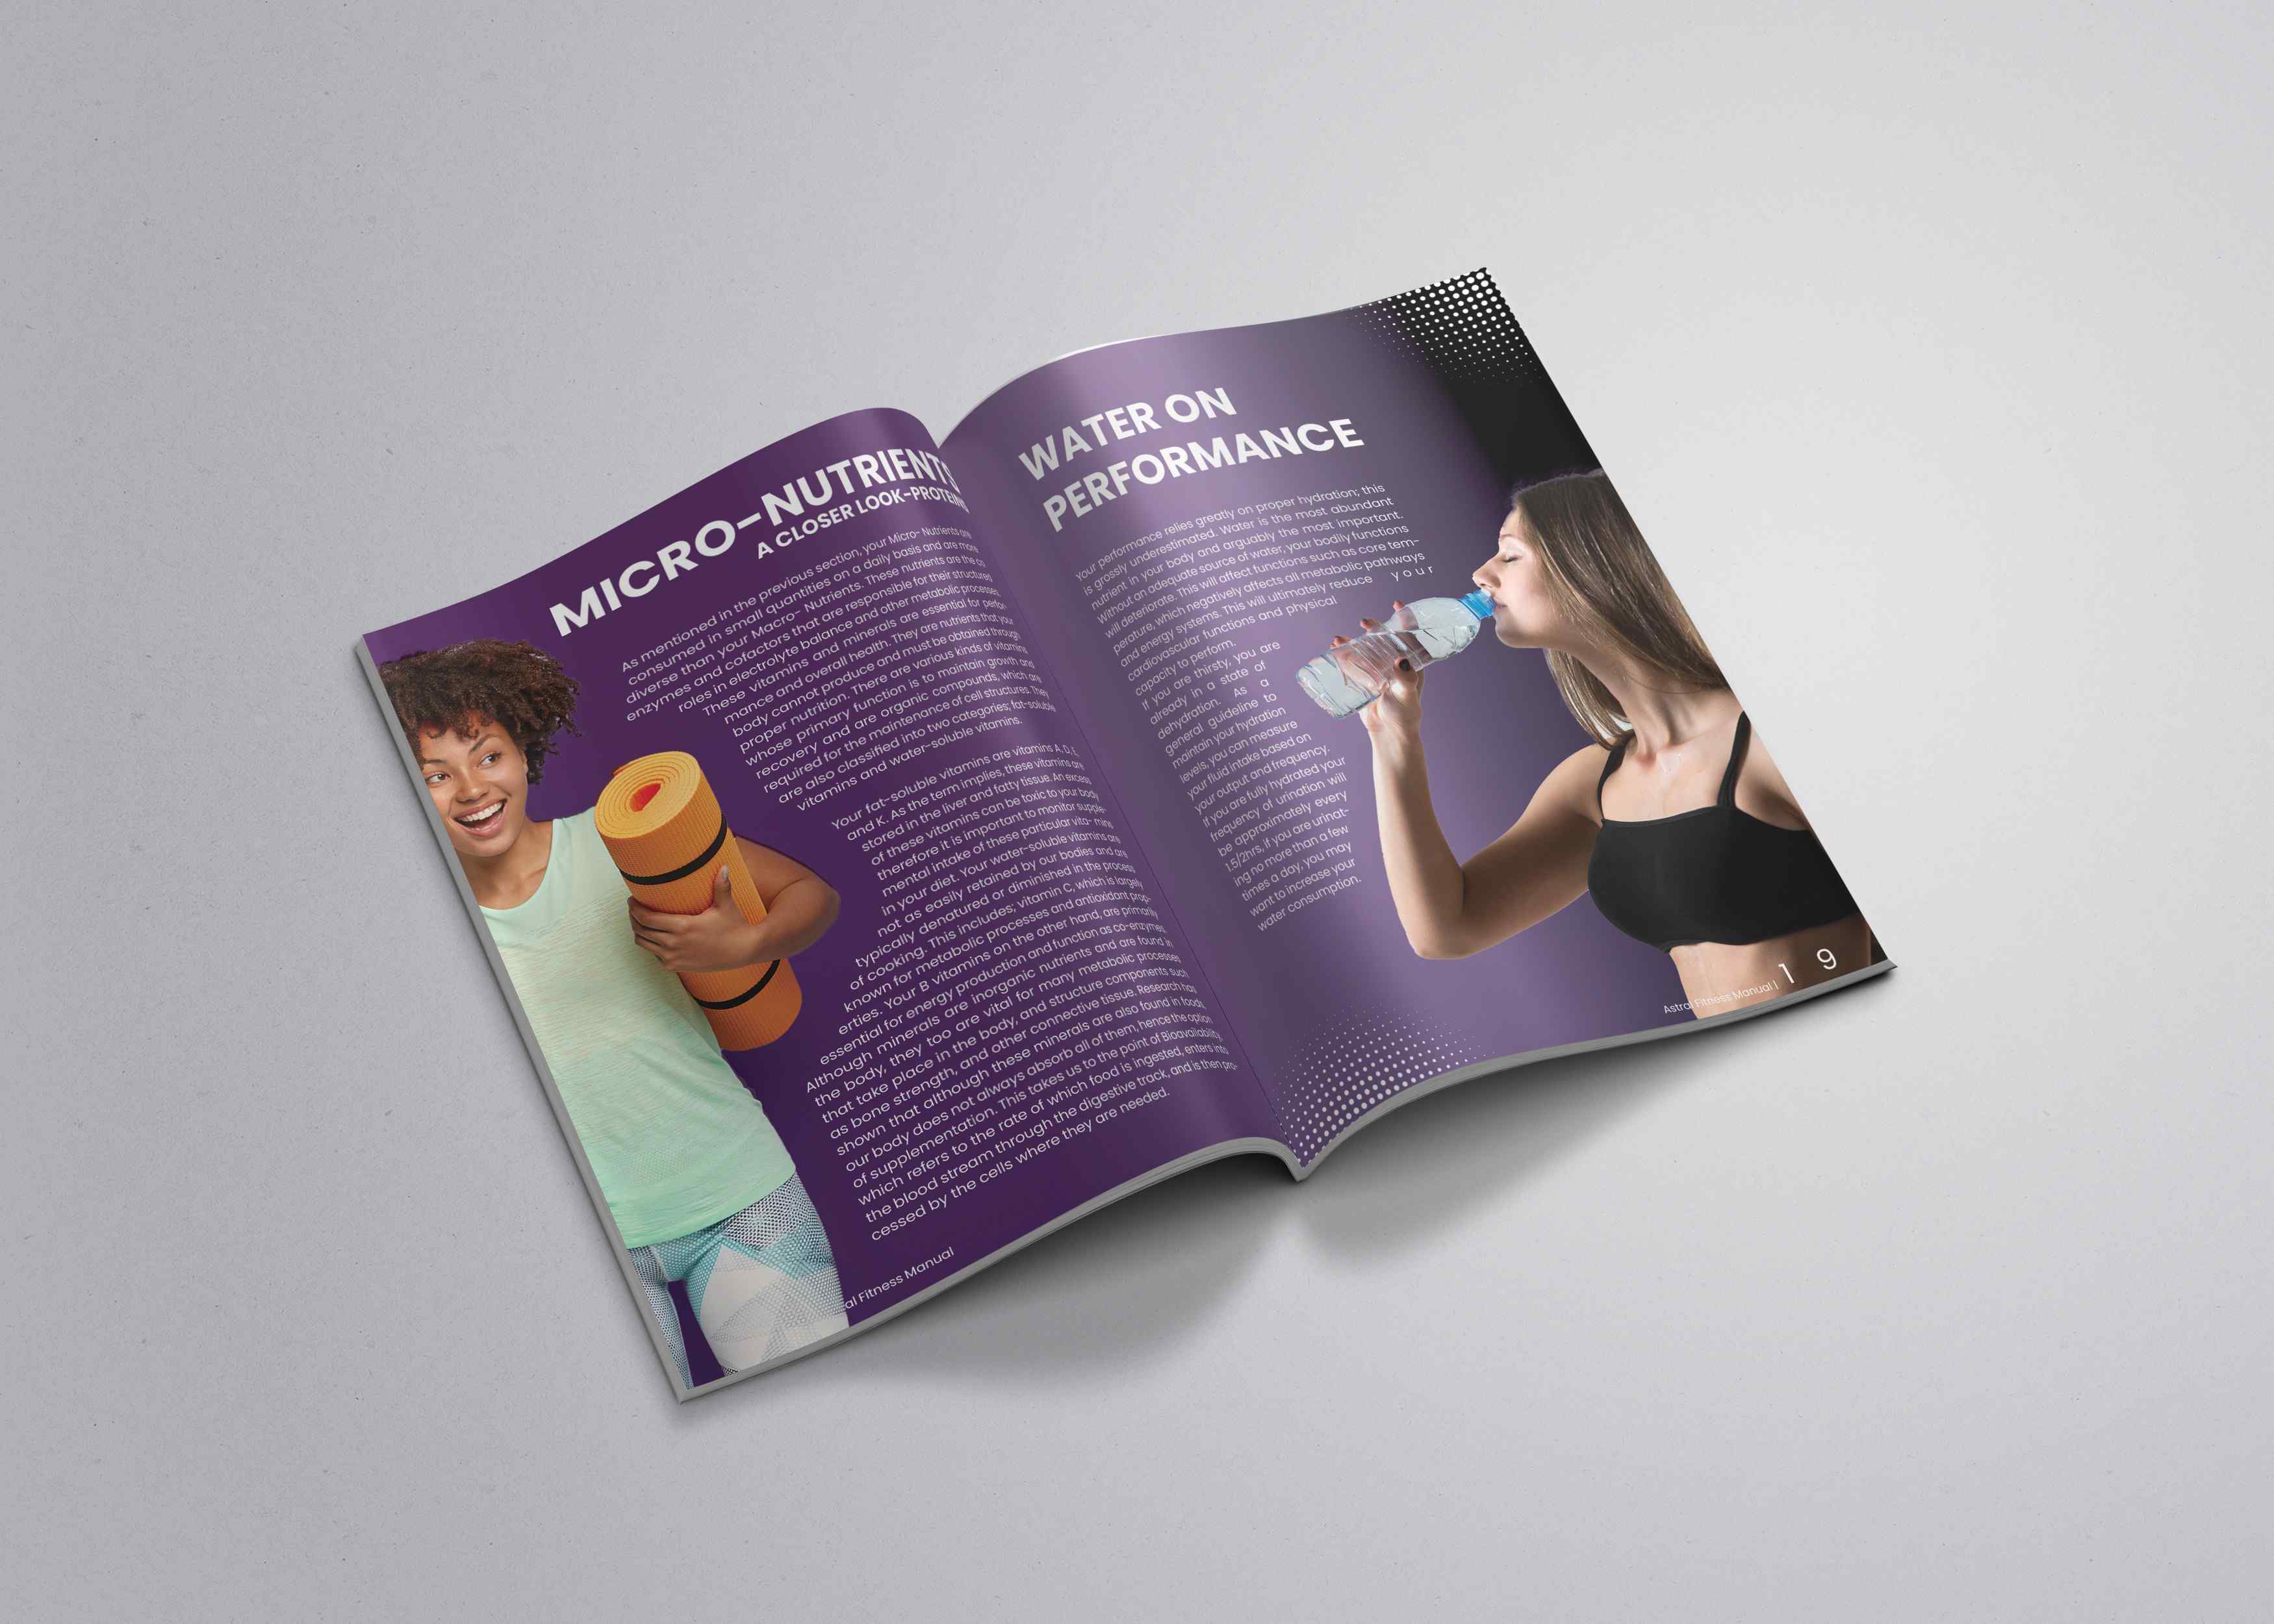 MICRO-NUTRIENTS
A CLOSER LOOK-PROTEINS
As mentioned in the previous section, your Micro- Nutrients are
consumed in small quantities on a daily basis and are more
diverse than your Macro- Nutrients. These nutrients are the co-
enzymes and cofactors that are responsible for their structured
roles in electrolyte balance and other metabolic processes.
These vitamins and minerals are essential for perfor-
mance and overall health. They are nutrients that your
body cannot produce and must be obtained through
proper nutrition. There are various kinds of vitamins
whose primary function is to maintain growth and
recovery and are organic compounds, which are
required for the maintenance of cell structures. They
are also classified into two categories; fat-soluble
vitamins and water-soluble vitamins.
Your fat-soluble vitamins are vitamins A, D, E,
and K. As the term implies, these vitamins are
stored in the liver and fatty tissue. An excess
of these vitamins can be toxic to your body,
therefore it is important to monitor supple-
mental intake of these particular vita- mins
in your diet. Your water-soluble vitamins are
not as easily retained by our bodies and are
typically denatured or diminished in the process
of cooking. This includes; vitamin C, which is largely
known for metabolic processes and antioxidant prop-
erties. Your B vitamins on the other hand, are primarily
essential for energy production and function as co-enzymes.
Although minerals are inorganic nutrients and are found in
the body, they too are vital for many metabolic processes
that take place in the body, and structure components such
as bone strength, and other connective tissue. Research has
shown that although these minerals are also found in foods,
our body does not always absorb all of them, hence the option
of supplementation. This takes us to the point of Bioavailability,
which refers to the rate of which food is ingested, enters into
the blood stream through the digestive track, and is then pro-
cessed by the cells where they are needed.
al Fitness Manual
WATER ON
PERFORMANCE
Your performance relies greatly on proper hydration; this
is grossly underestimated. Water is the most abundant
nutrient in your body and arguably the most important.
Without an adequate source of water, your bodily functions
will deteriorate. This will affect functions such as core tem-
perature, which negatively affects all metabolic pathways
and energy systems. This will ultimately reduce your
cardiovascular functions and physical
capacity to perform.
If you are thirsty, you are
already in a state of
dehydration. As a
general guideline to
maintain your hydration
levels, you can measure
your fluid intake based on
your output and frequency.
If you are fully hydrated your
frequency of urination will
be approximately every
1.5/2hrs, if you are urinat-
ing no more than a few
times a day, you may
want to increase your
water consumption.
Astral Fitness Manual | 19